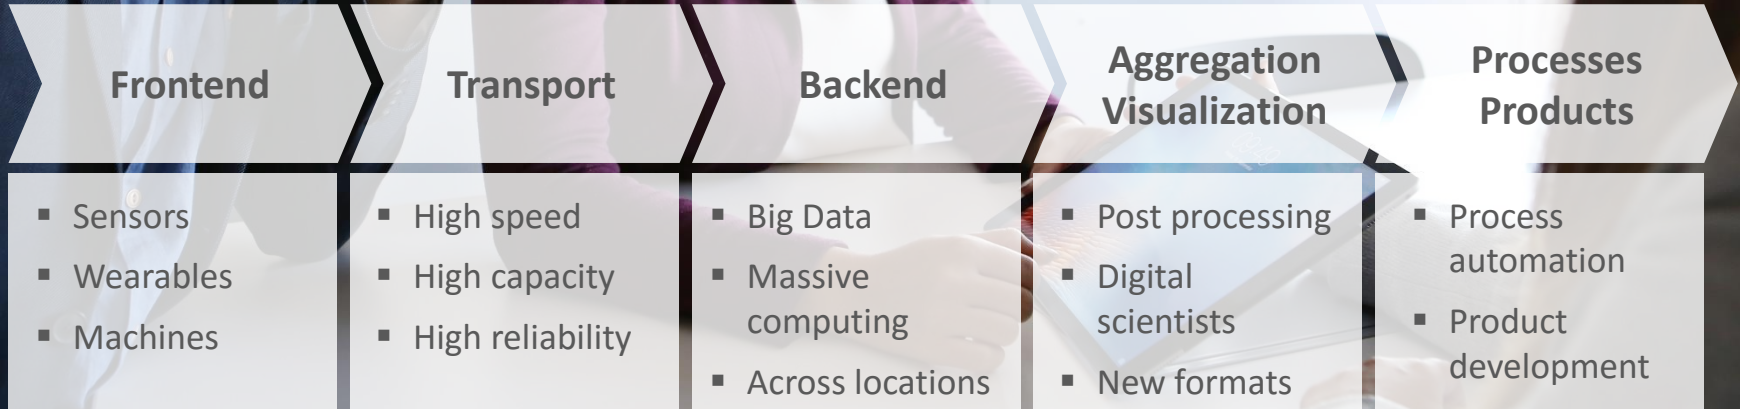 Frontend
Transport
Backend
Aggregation
Visualization
Processes
Products
▪ Sensors
▪ Wearables
▪ Machines
▪ High speed
▪ High capacity
▪ High reliability
▪ Big Data
▪ Massive
computing
▪ Across locations
▪ Post processing
▪ Digital
scientists
▪ New formats
▪ Process
automation
▪ Product
development